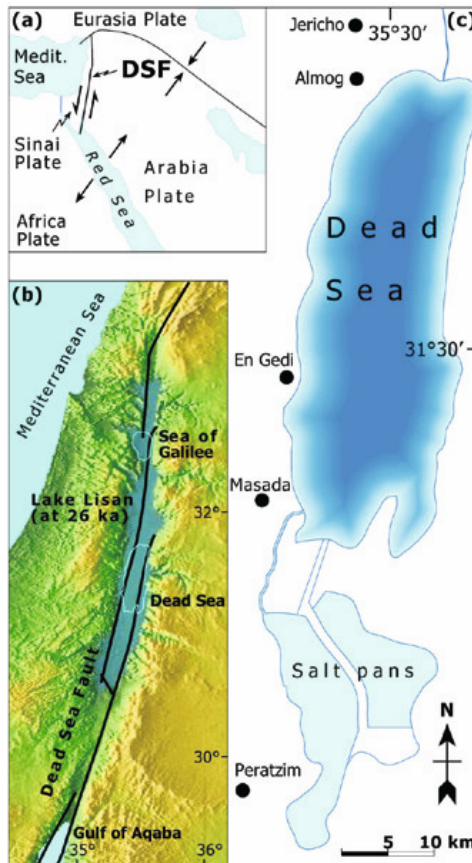 (a)
Eurasia Plate
Medit.
Sea
DSF
Sinai
Plate
Red Sea
Arabia
Plate
Africa
Plate
(b)
Mediterranean Sea
Sea of
Galilee
Lake Lisan
(at 26 ka)
32°
Dead Sea
Dead Sea Fault
30°
Gulf of Aqaba
35°
36°
(c)
Jericho
35°30'
Almog
Dead
Sea
31°30'
En Gedi
Masada
Salt pans
N
Peratzim
5 10 km